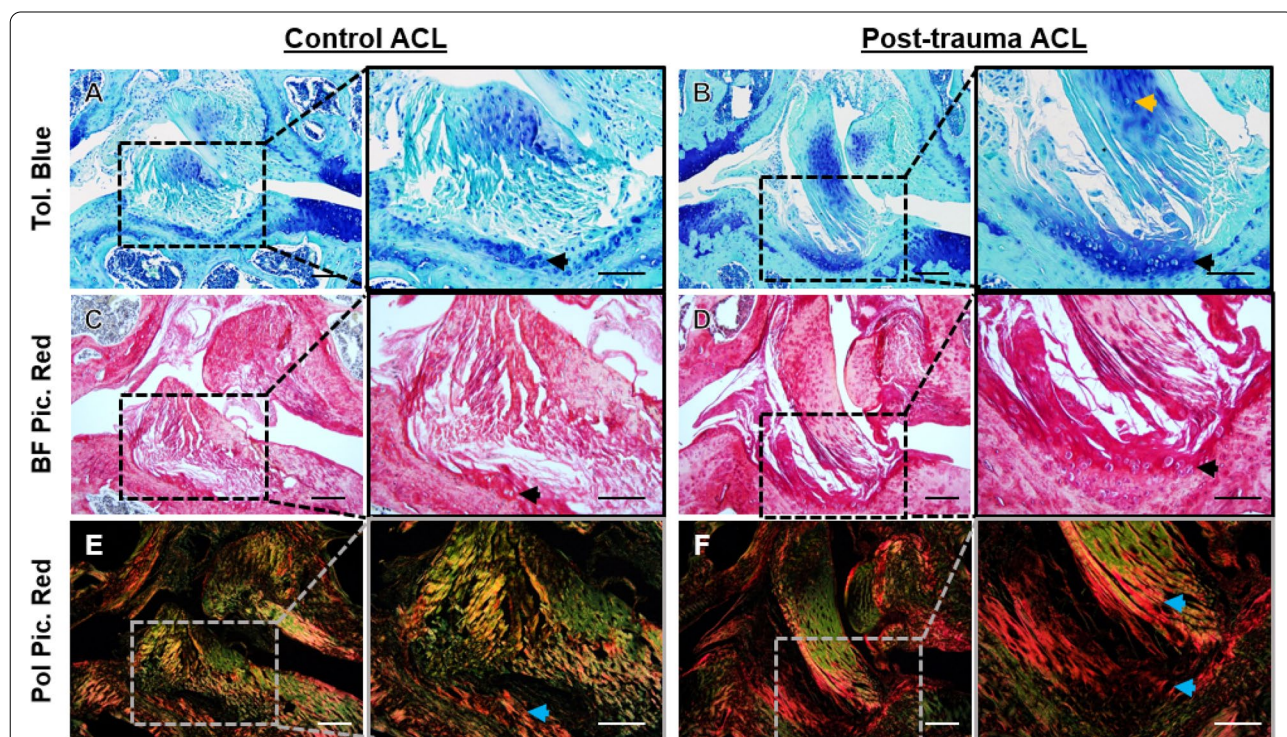 Control ACL
Post-trauma ACL
Tol. Blue
A
B
BF Pic. Red
C
D
Pol Pic. Red
E
F